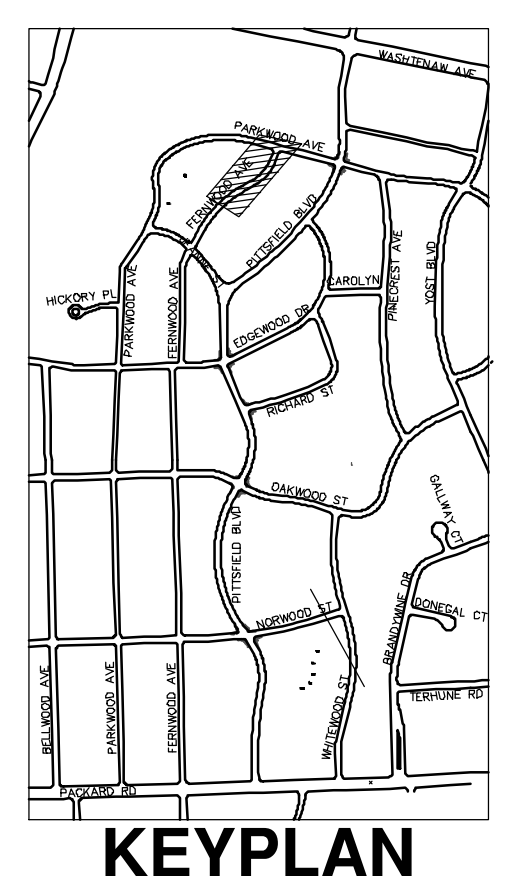 WASHTENAW AVE
PARKWOOD AVE
FERNWOOD AVE
PITTSFIELD BLVD
PINECREST AVE
YOST BLVD
CAROLYN
HICKORY PL
PARKWOOD AVE
FERNWOOD AVE
EDGEWOOD DR
RICHARD ST
OAKWOOD ST
GALLWAY CT
PITTSFIELD BLVD
NORWOOD ST
BRANDYWINE DR
DONEGAL CT
BELLWOOD AVE
PARKWOOD AVE
FERNWOOD AVE
WHITEWOOD ST
TERHUNE RD
PACKARD RD
KEYPLAN